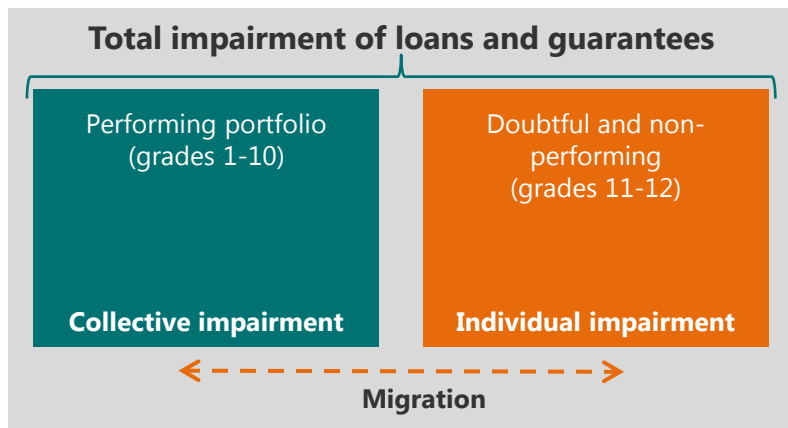 Total impairment of loans and guarantees
Performing portfolio
(grades 1-10)
Collective impairment
Doubtful and non-
performing
(grades 11-12)
Individual impairment
Migration